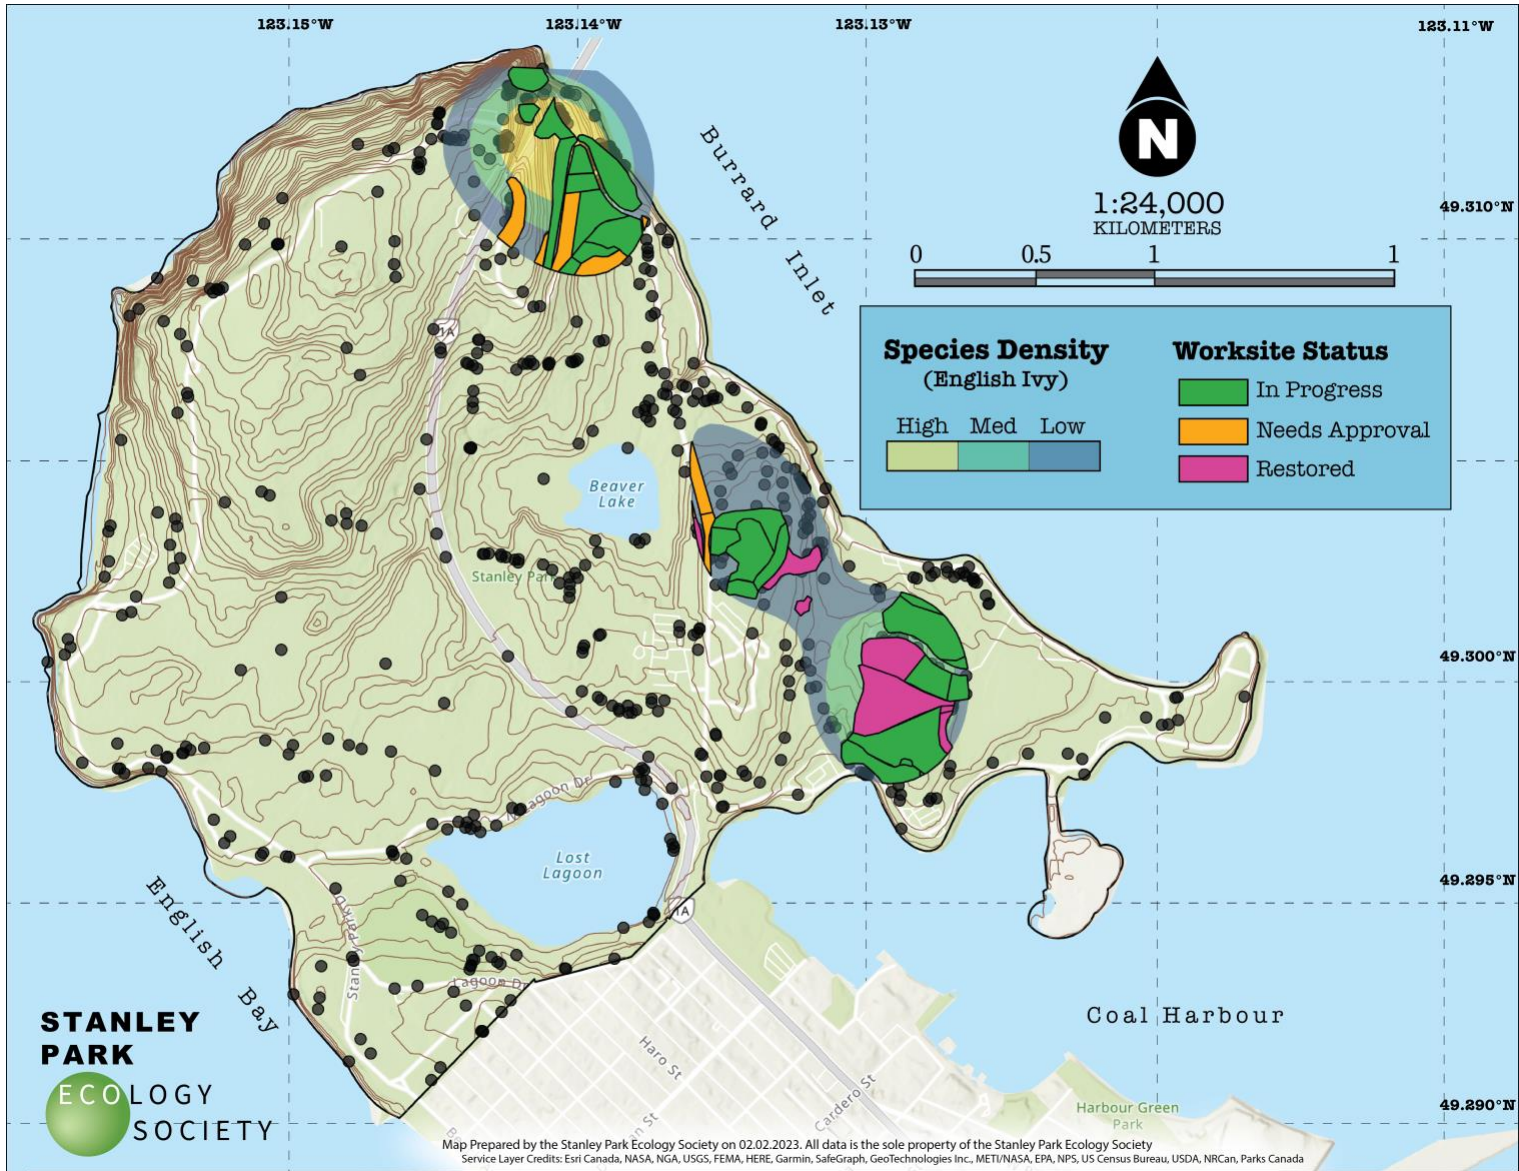 123.15°W
123.14°W
123.13°W
123.11°W
Burrard Inlet
N
1:24,000
KILOMETERS
0 0.5 1 1
49.310°N
Species Density
(English Ivy)
High Med Low
Worksite Status
In Progress
Needs Approval
Restored
1A
Beaver
Lake
Stanley Park
49.300°N
N Lagoon Dr
Lost
Lagoon
49.295°N
1A
English Bay
Stanley Park Dr
Lagoon Dr
Coal Harbour
STANLEY
PARK
ECOLOGY
SOCIETY
Haro St
Cardero St
Harbour Green
Park
49.290°N
Map Prepared by the Stanley Park Ecology Society on 02.02.2023. All data is the sole property of the Stanley Park Ecology Society
Service Layer Credits: Esri Canada, NASA, NGA, USGS, FEMA, HERE, Garmin, SafeGraph, GeoTechnologies Inc., METI/NASA, EPA, NPS, US Census Bureau, USDA, NRCan, Parks Canada